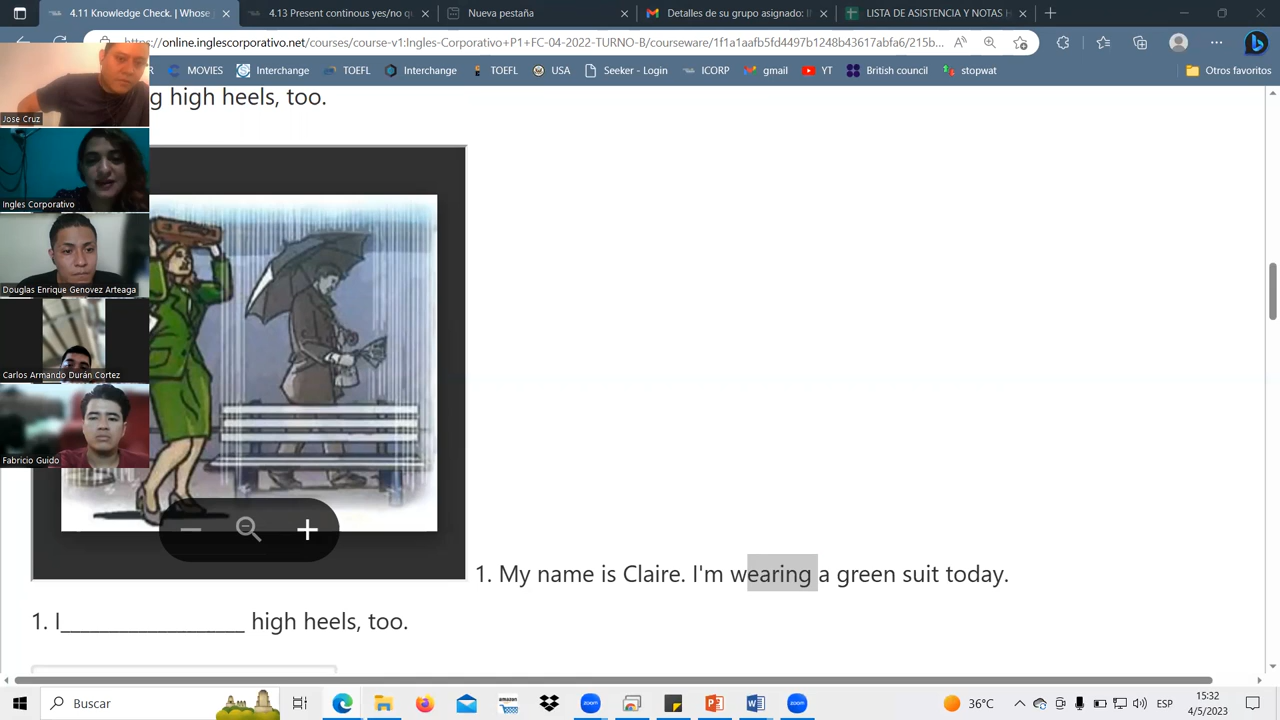 4.11 Knowledge Check. | Whose j
4.13 Present continous yes/no qu
Nueva pestaña
Detalles de su grupo asignado: I
LISTA DE ASISTENCIA Y NOTAS
https://online.inglescorporativo.net/courses/course-v1:Ingles-Corporativo+P1+FC-04-2022-TURNO-B/courseware/1f1a1aafb5fd4497b1248b43617abfa6/215b...
MOVIES
Interchange
TOEFL
Interchange
TOEFL
USA
Seeker - Login
ICORP
gmail
YT
British council
stopwat
Otros favoritos
g high heels, too.
Jose Cruz
Ingles Corporativo
Douglas Enrique Genovez Arteaga
Carlos Armando Durán Cortez
Fabricio Guido
1. My name is Claire. I'm wearing a green suit today.
1. I_________________ high heels, too.
Buscar
36°C
ESP
15:32
4/5/2023